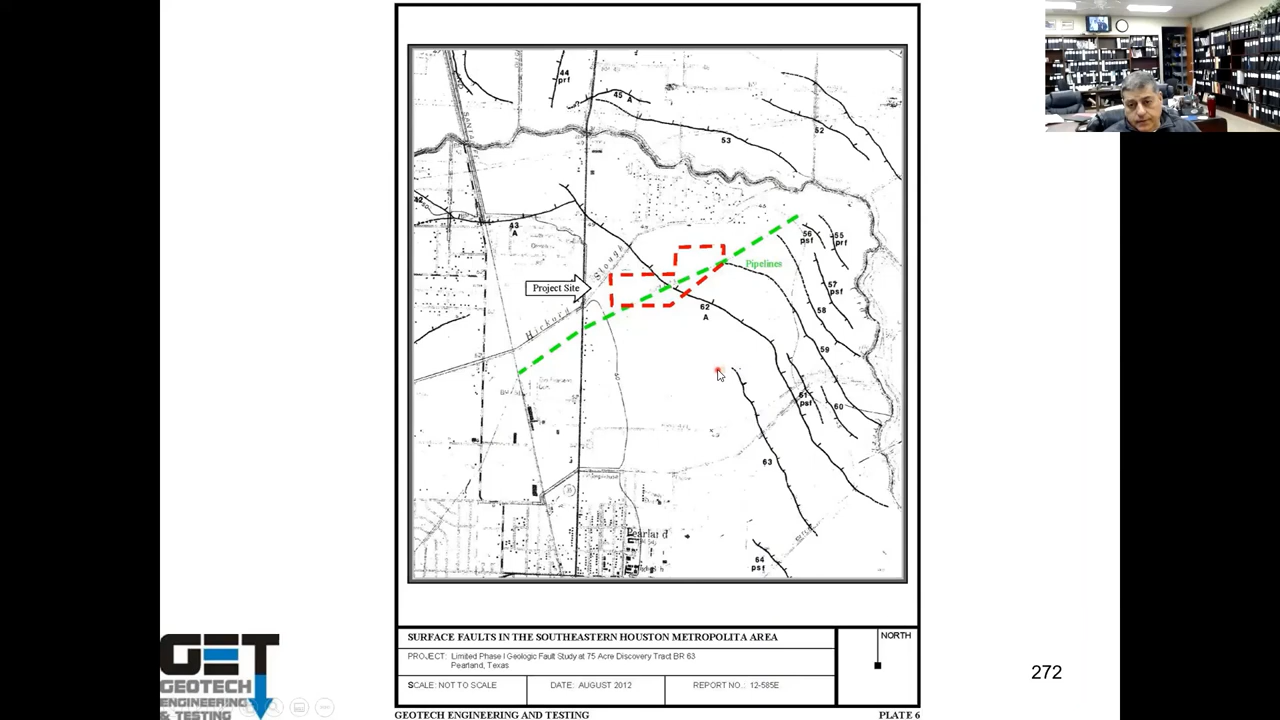 44
prf
45
A
53
52
42
43
A
Project Site
Slough
Pipelines
56
psf
55
prf
57
psf
58
62
A
59
61
psf
60
63
Pearland
64
psf
SURFACE FAULTS IN THE SOUTHEASTERN HOUSTON METROPOLITA AREA
PROJECT: Limited Phase I Geologic Fault Study at 75 Acre Discovery Tract BR 63
Pearland, Texas
SCALE: NOT TO SCALE
DATE: AUGUST 2012
REPORT NO.: 12-585E
NORTH
GEOTECH ENGINEERING AND TESTING
PLATE 6
272
GET
GEOTECH
ENGINEERING
& TESTING